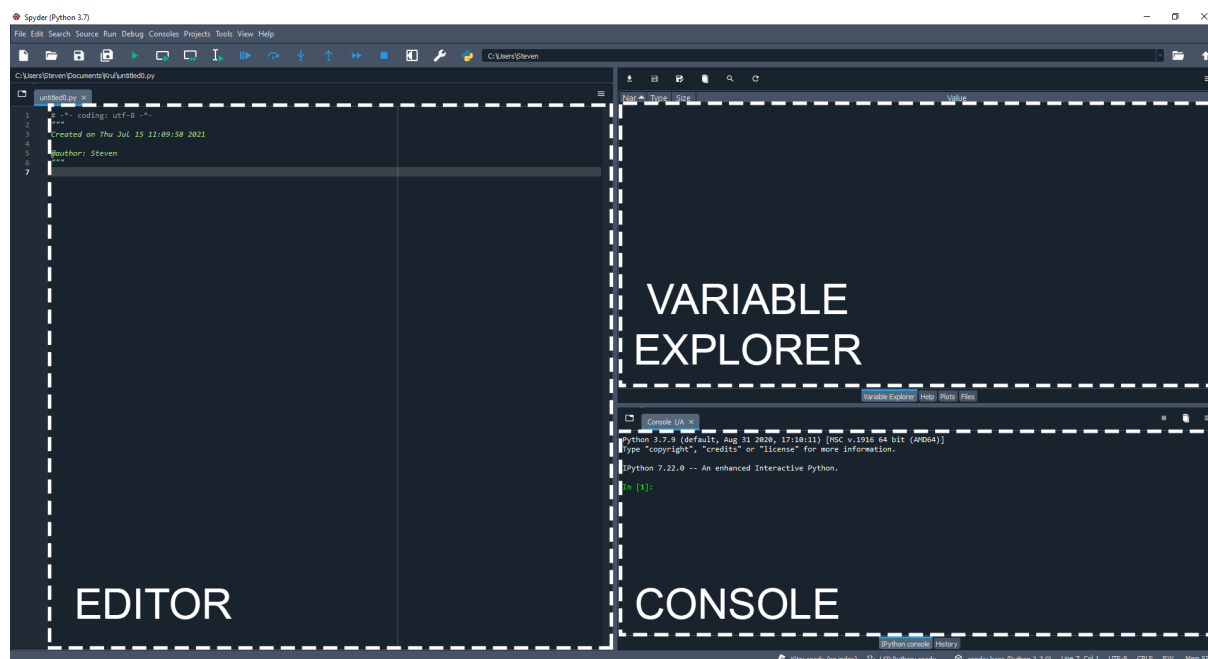 Spyder (Python 3.7)
File Edit Search Source Run Debug Consoles Projects Tools View Help
C:\Users\Steven
C:\Users\Steven\Documents\Krul\untitled0.py
untitled0.py
1 # -*- coding: utf-8 -*-
2 """
3 Created on Thu Jul 15 11:09:58 2021
4
5 @author: Steven
6 """
7
EDITOR
Nar Type Size Value
VARIABLE
EXPLORER
Variable Explorer Help Plots Files
Console 1/A
Python 3.7.9 (default, Aug 31 2020, 17:10:11) [MSC v.1916 64 bit (AMD64)]
Type "copyright", "credits" or "license" for more information.
IPython 7.22.0 -- An enhanced Interactive Python.
In [1]:
CONSOLE
IPython console History